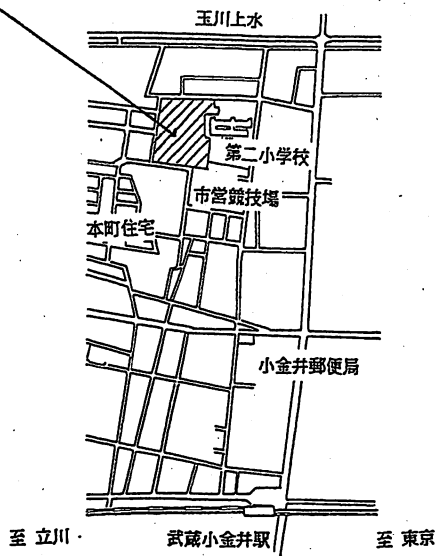 玉川上水
第二小学校
市営競技場
本町住宅
小金井郵便局
至 立川
武蔵小金井駅
至 東京